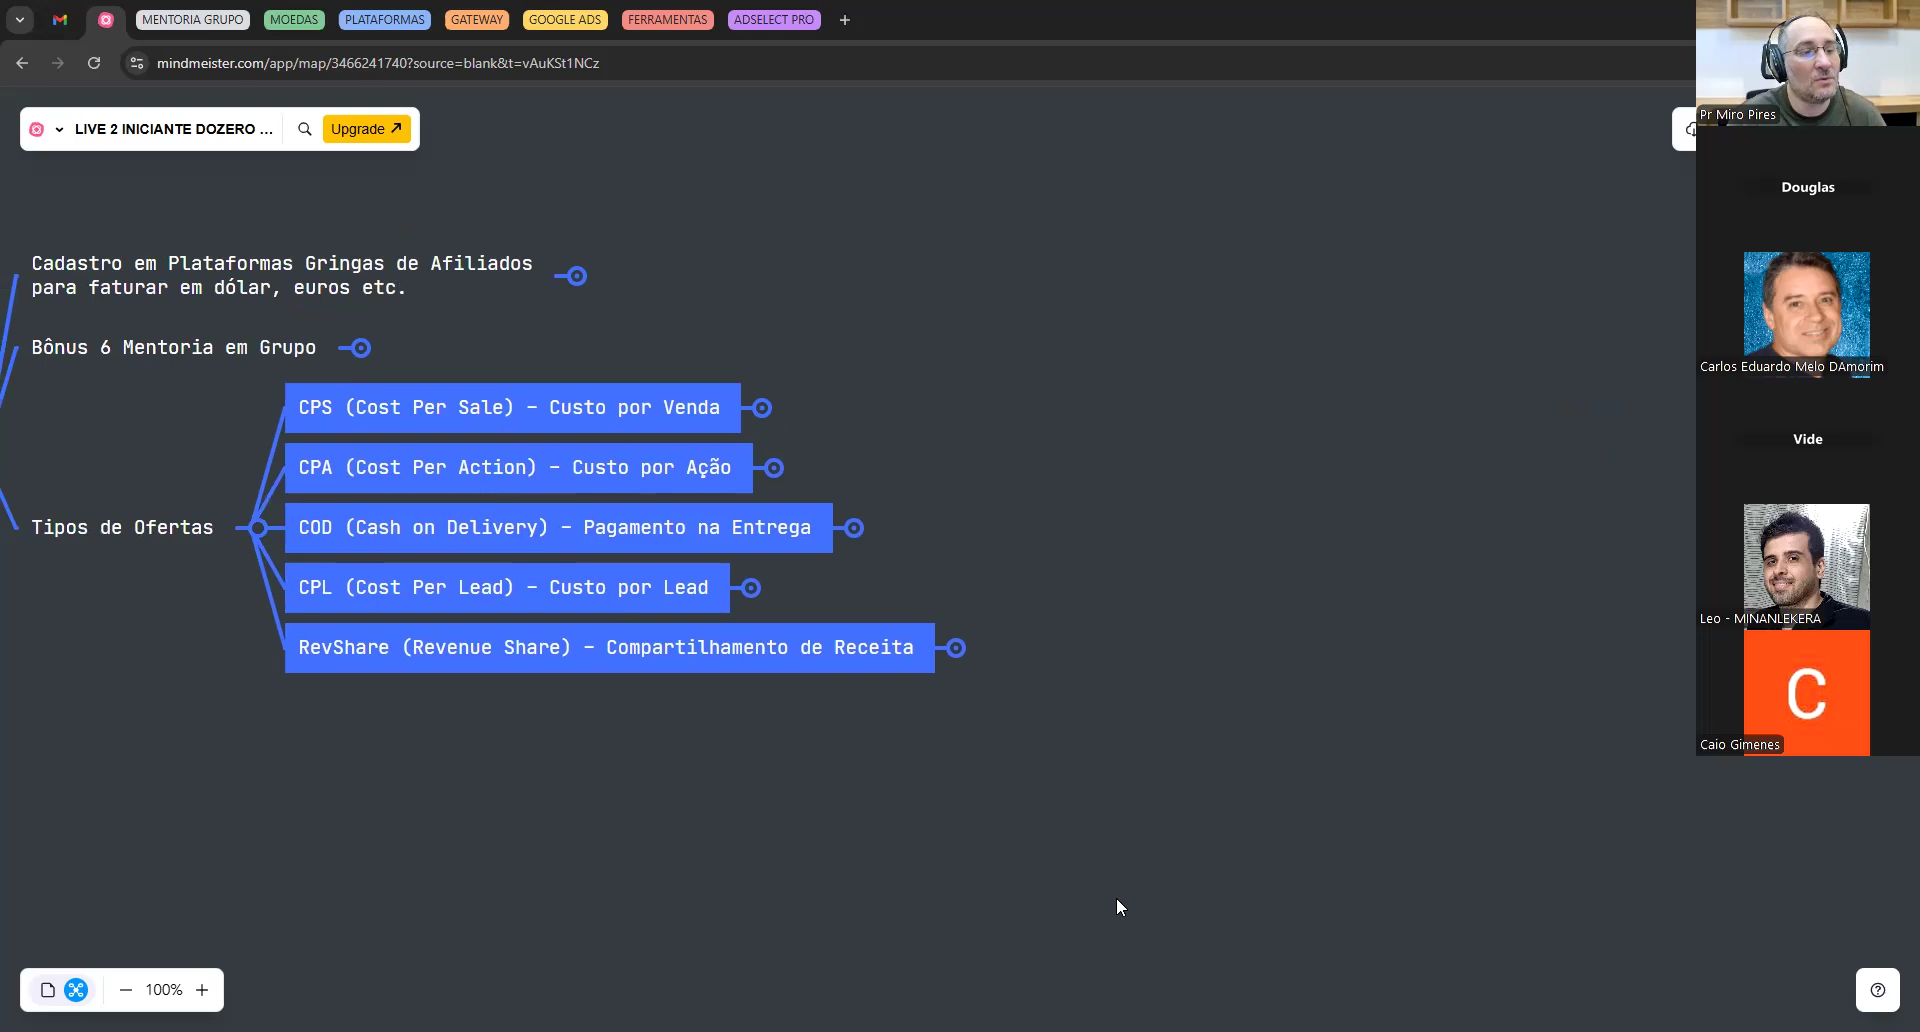 MENTORIA GRUPO
MOEDAS
PLATAFORMAS
GATEWAY
GOOGLE ADS
FERRAMENTAS
ADSELECT PRO
mindmeister.com/app/map/3466241740?source=blank&t=vAuKSt1NCz
LIVE 2 INICIANTE DOZERO ...
Upgrade
Pr Miro Pires
Douglas
Cadastro em Plataformas Gringas de Afiliados
para faturar em dólar, euros etc.
Bônus 6 Mentoria em Grupo
Carlos Eduardo Melo DAmorim
CPS (Cost Per Sale) - Custo por Venda
Vide
CPA (Cost Per Action) - Custo por Ação
Tipos de Ofertas
COD (Cash on Delivery) - Pagamento na Entrega
CPL (Cost Per Lead) - Custo por Lead
Leo - MINANLEKERA
RevShare (Revenue Share) - Compartilhamento de Receita
C
Caio Gimenes
100%